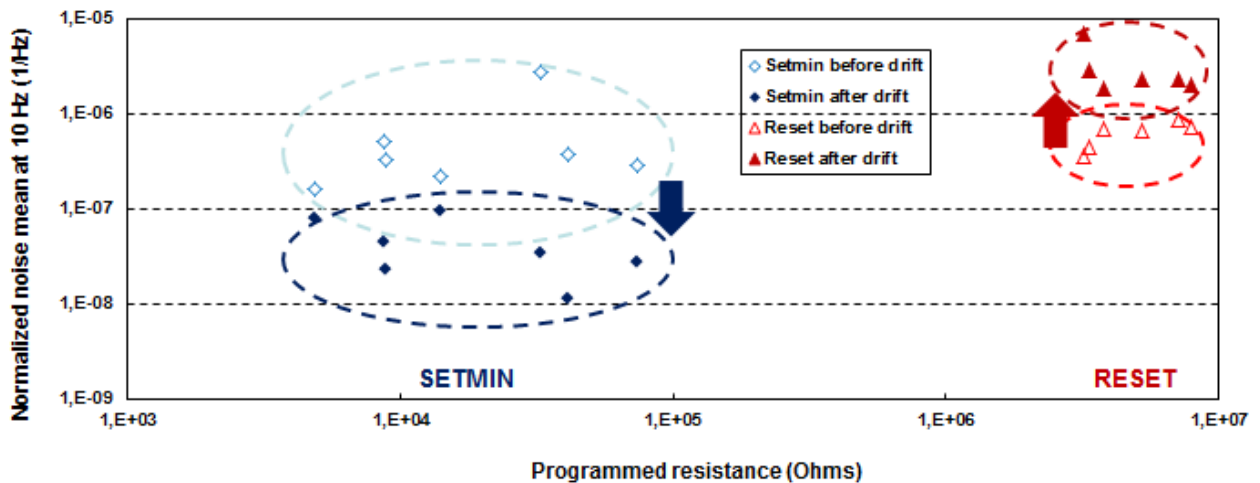 Normalized noise mean at 10 Hz (1/Hz)
1,E-05
1,E-06
1,E-07
1,E-08
1,E-09
Setmin before drift
Setmin after drift
Reset before drift
Reset after drift
SETMIN
RESET
1,E+03
1,E+04
1,E+05
1,E+06
1,E+07
Programmed resistance (Ohms)